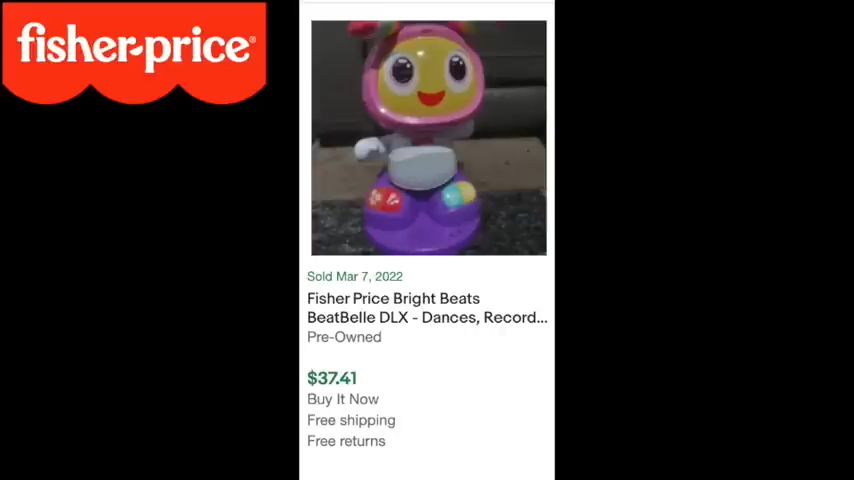 fisher-price®
Sold Mar 7, 2022
Fisher Price Bright Beats
BeatBelle DLX - Dances, Record...
Pre-Owned
$37.41
Buy It Now
Free shipping
Free returns